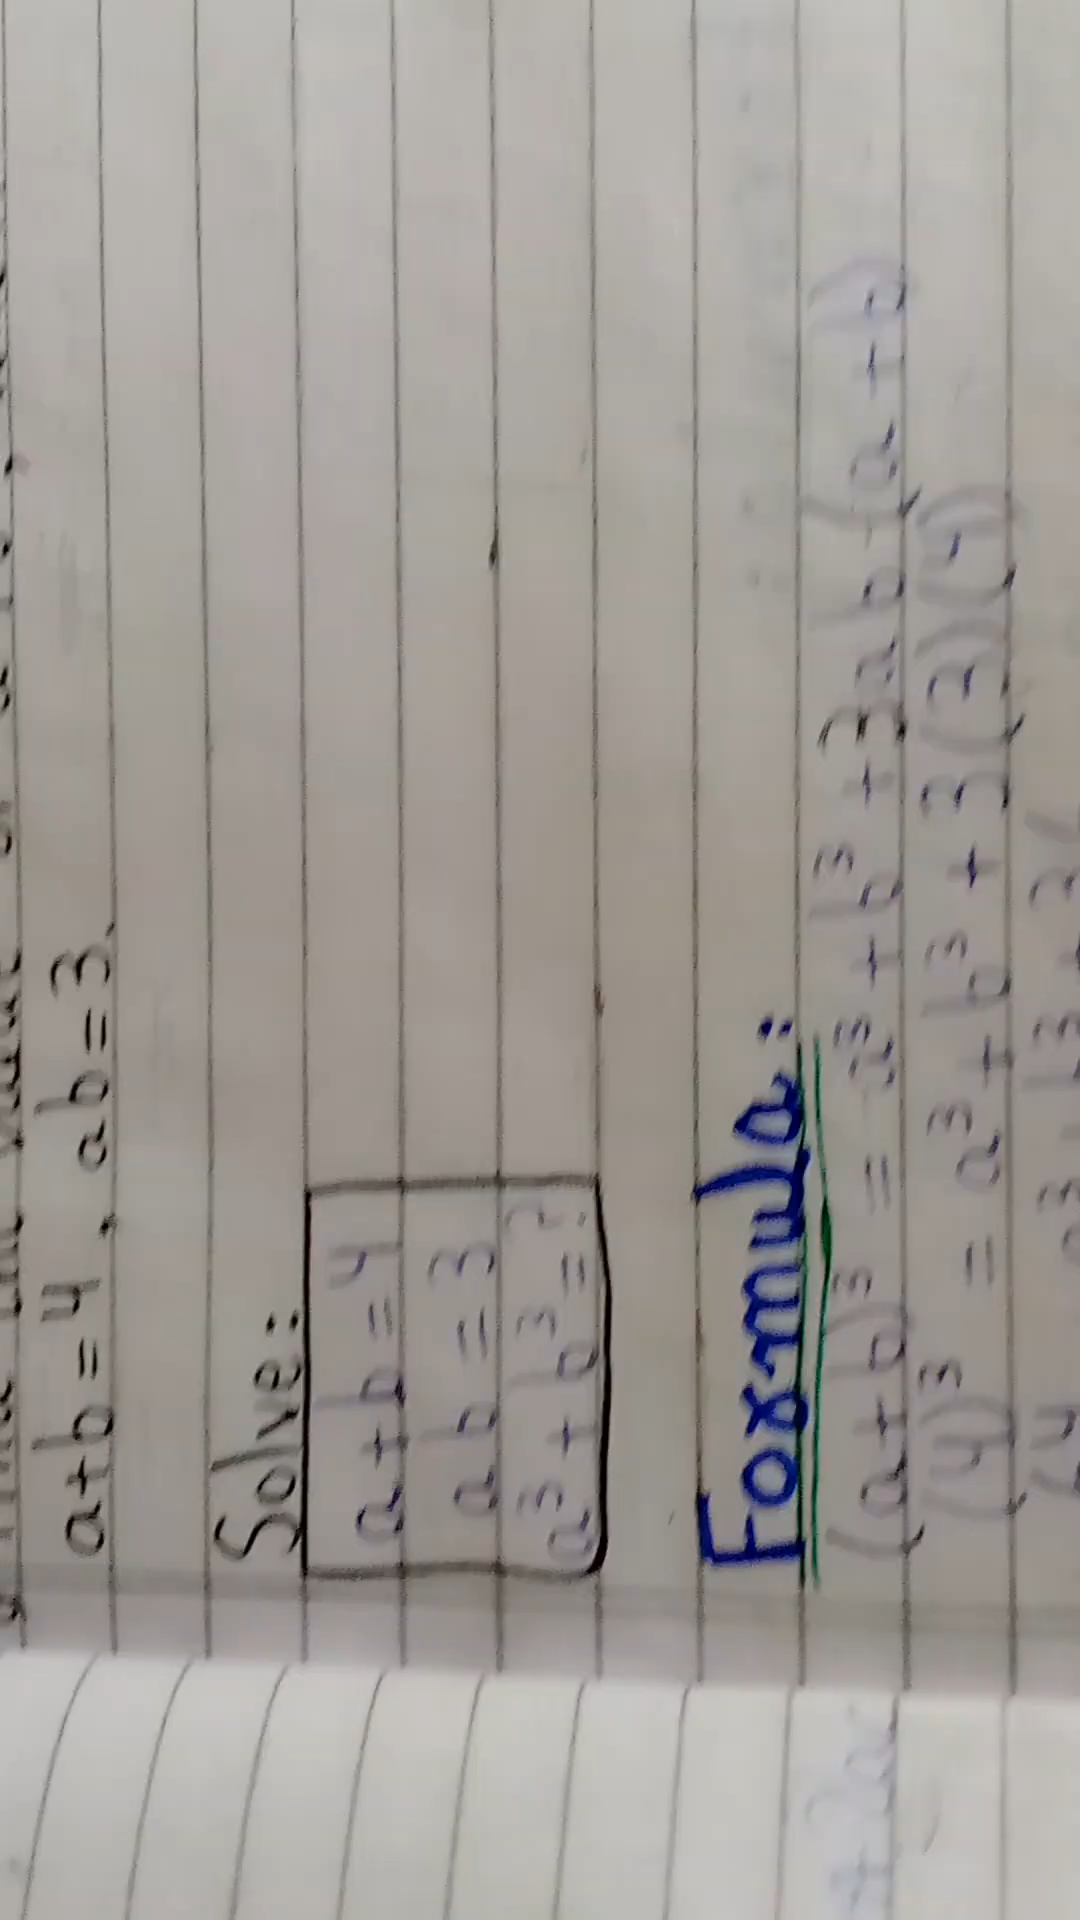 a+b=4, ab=3.
Solve:
a+b=4
ab=3
a³+b³=?
Formula:
(a+b)³ = a³+b³+3ab(a+b)
(4)³ = a³+b³+3(3)(4)